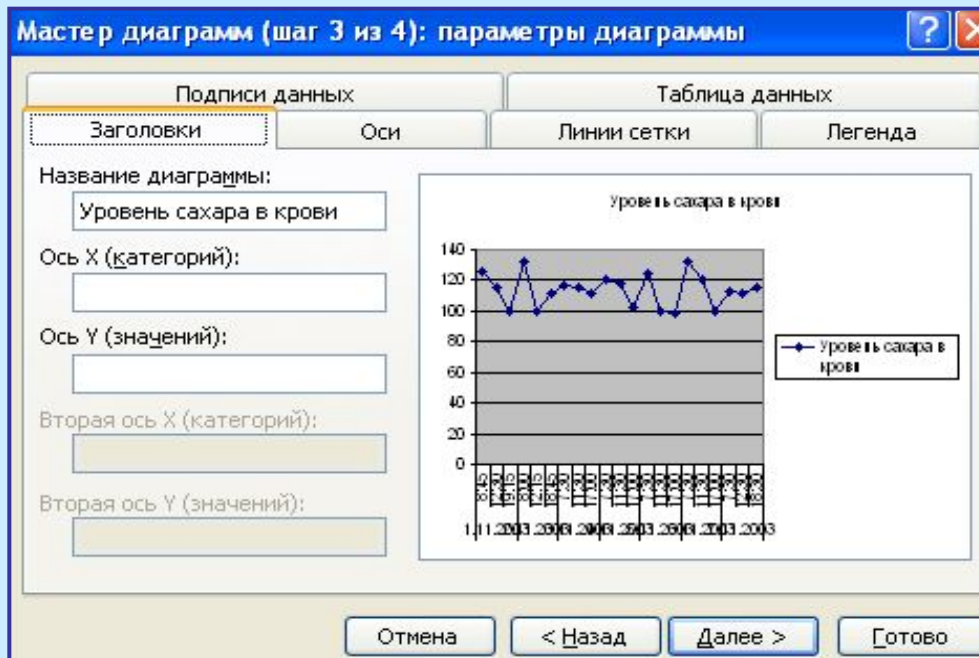 Мастер диаграмм (шаг 3 из 4): параметры диаграммы
Подписи данных
Таблица данных
Заголовки
Оси
Линии сетки
Легенда
Название диаграммы:
Уровень сахара в крови
Ось X (категорий):
Ось Y (значений):
Вторая ось X (категорий):
Вторая ось Y (значений):
Уровень сахара в крови
140
120
100
80
60
40
20
0
Уровень сахара в
крови
Отмена
< Назад
Далее >
Готово